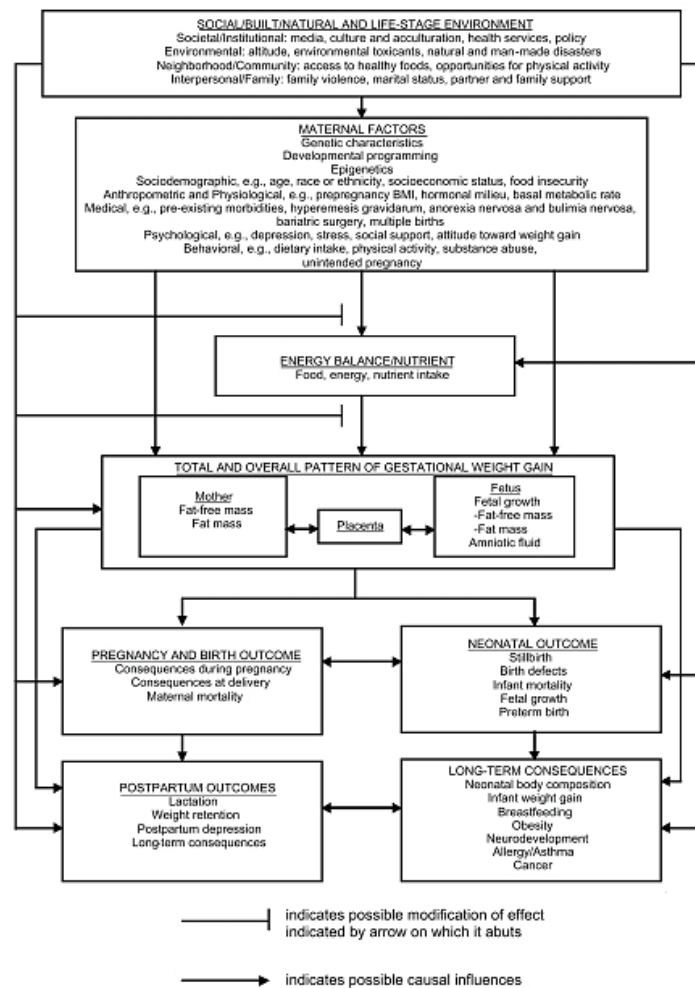 SOCIAL/BUILT/NATURAL AND LIFE-STAGE ENVIRONMENT
Societal/Institutional: media, culture and acculturation, health services, policy
Environmental: altitude, environmental toxicants, natural and man-made disasters
Neighborhood/Community: access to healthy foods, opportunities for physical activity
Interpersonal/Family: family violence, marital status, partner and family support
MATERNAL FACTORS
Genetic characteristics
Developmental programming
Epigenetics
Sociodemographic, e.g., age, race or ethnicity, socioeconomic status, food insecurity
Anthropometric and Physiological, e.g., prepregnancy BMI, hormonal milieu, basal metabolic rate
Medical, e.g., pre-existing morbidities, hyperemesis gravidarum, anorexia nervosa and bulimia nervosa,
bariatric surgery, multiple births
Psychological, e.g., depression, stress, social support, attitude toward weight gain
Behavioral, e.g., dietary intake, physical activity, substance abuse,
unintended pregnancy
ENERGY BALANCE/NUTRIENT
Food, energy, nutrient intake
TOTAL AND OVERALL PATTERN OF GESTATIONAL WEIGHT GAIN
Mother
Fat-free mass
Fat mass
Placenta
Fetus
Fetal growth
-Fat-free mass
-Fat mass
Amniotic fluid
PREGNANCY AND BIRTH OUTCOME
Consequences during pregnancy
Consequences at delivery
Maternal mortality
NEONATAL OUTCOME
Stillbirth
Birth defects
Infant mortality
Fetal growth
Preterm birth
POSTPARTUM OUTCOMES
Lactation
Weight retention
Postpartum depression
Long-term consequences
LONG-TERM CONSEQUENCES
Neonatal body composition
Infant weight gain
Breastfeeding
Obesity
Neurodevelopment
Allergy/Asthma
Cancer
indicates possible modification of effect
indicated by arrow on which it abuts
indicates possible causal influences